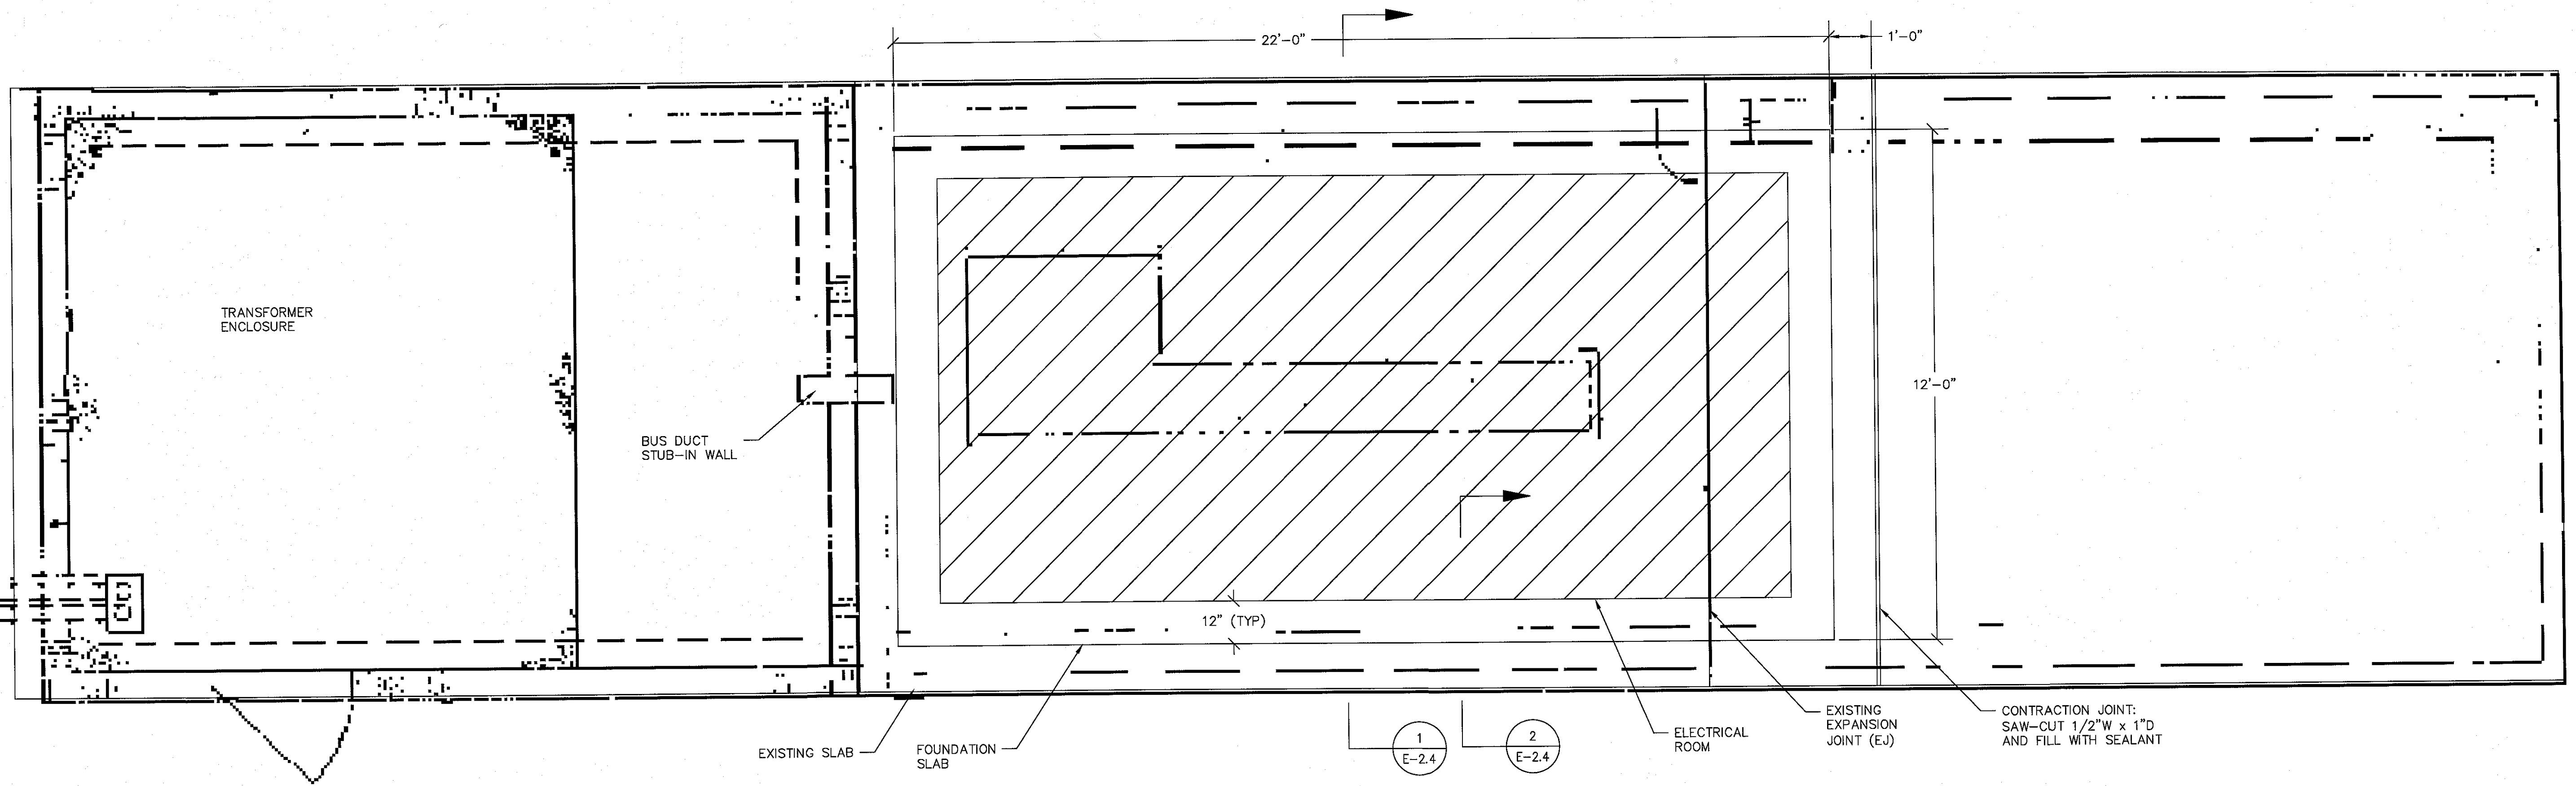 22'-0"
1'-0"
TRANSFORMER
ENCLOSURE
12'-0"
BUS DUCT
STUB-IN WALL
12" (TYP)
EXISTING SLAB
FOUNDATION
SLAB
1
E-2.4
2
E-2.4
ELECTRICAL
ROOM
EXISTING
EXPANSION
JOINT (EJ)
CONTRACTION JOINT:
SAW-CUT 1/2"W x 1"D
AND FILL WITH SEALANT